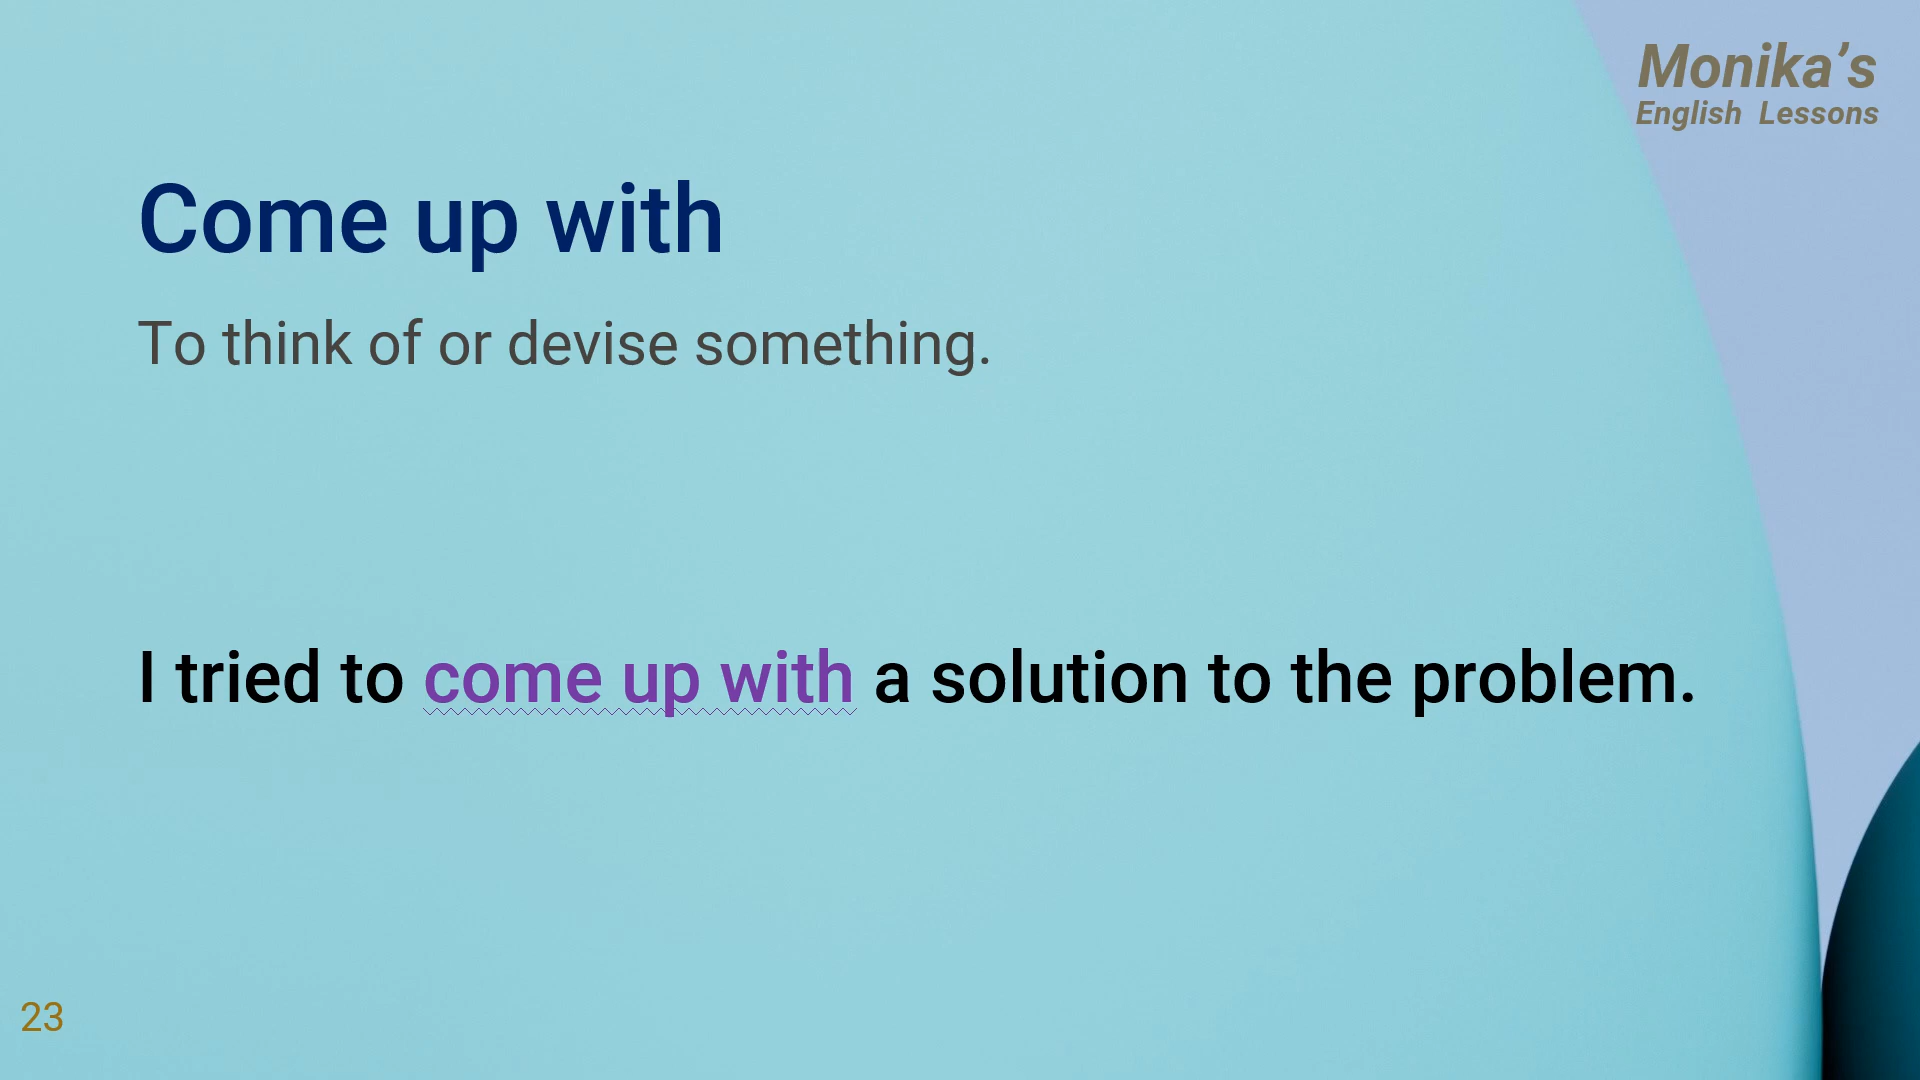 Monika’s
English Lessons
Come up with
To think of or devise something.
I tried to come up with a solution to the problem.
23